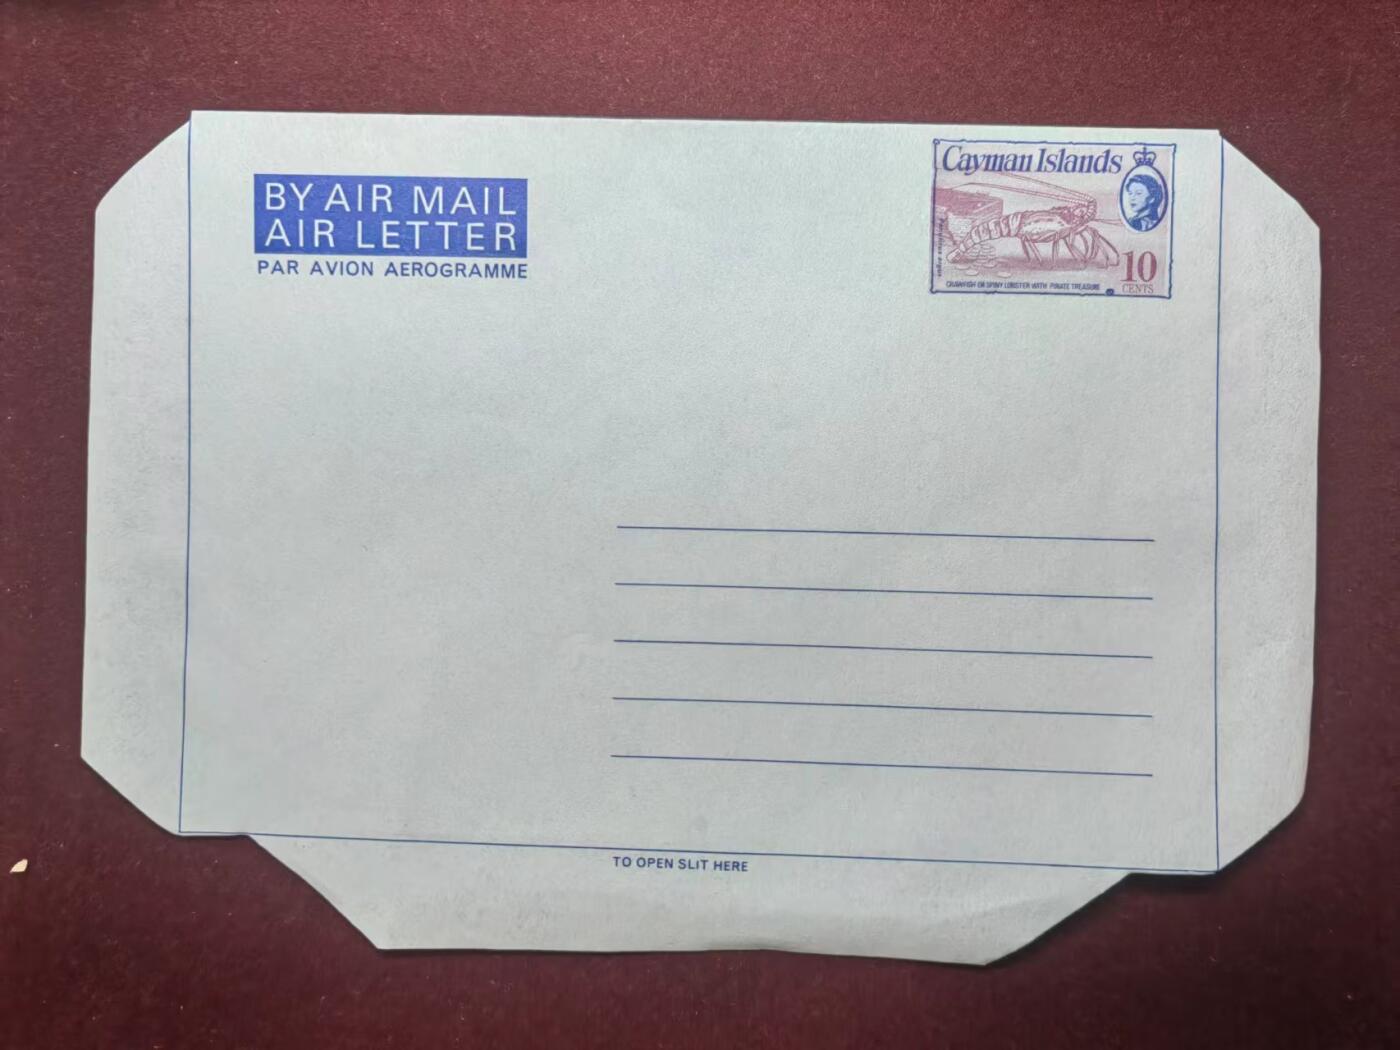 BY AIR MAIL
AIR LETTER
PAR AVION AEROGRAMME
Cayman Islands
10
CENTS
CRAWFISH OR SPINY LOBSTER WITH PIRATE TREASURE
TO OPEN SLIT HERE